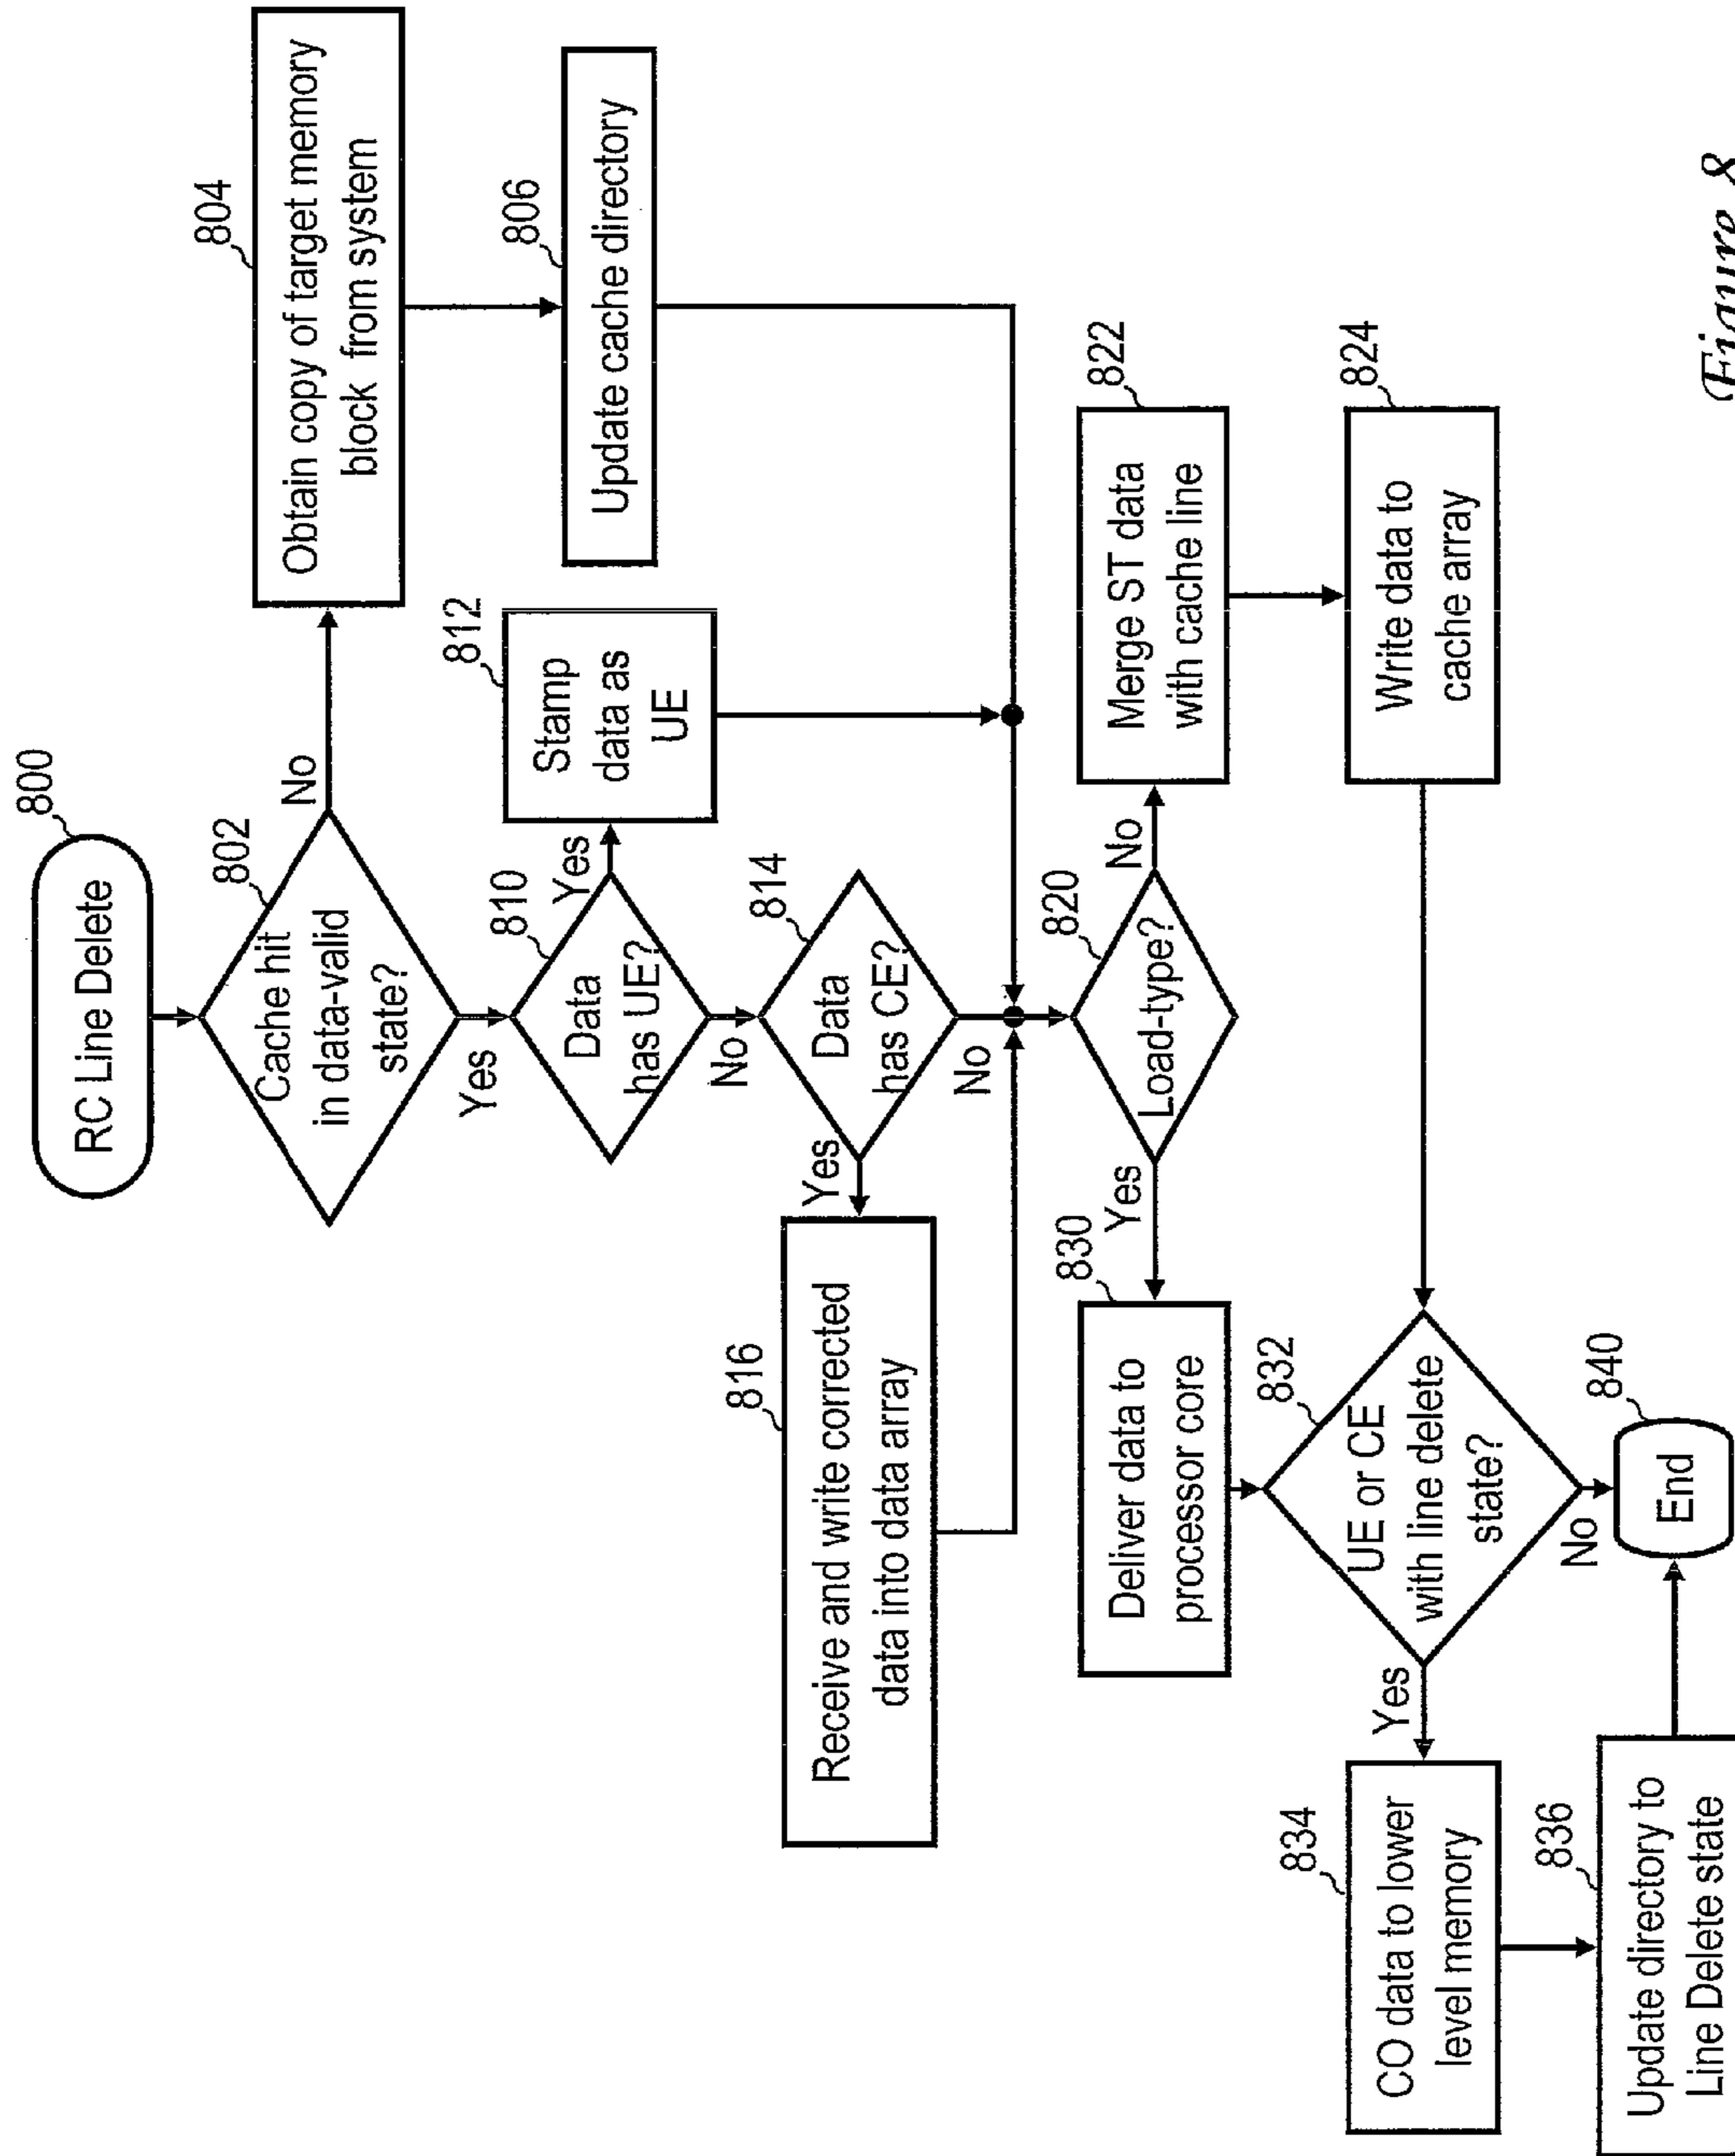 800
RC Line Delete
802
Cache hit
in data-valid
state?
No
Yes
804
Obtain copy of target memory
block from system
806
Update cache directory
810
Data
has UE?
Yes
No
812
Stamp
data as
UE
814
Data
has CE?
Yes
No
816
Receive and write corrected
data into data array
820
Load-type?
Yes
No
822
Merge ST data
with cache line
824
Write data to
cache array
830
Deliver data to
processor core
832
UE or CE
with line delete
state?
Yes
No
834
CO data to lower
level memory
836
Update directory to
Line Delete state
840
End
Figure 8